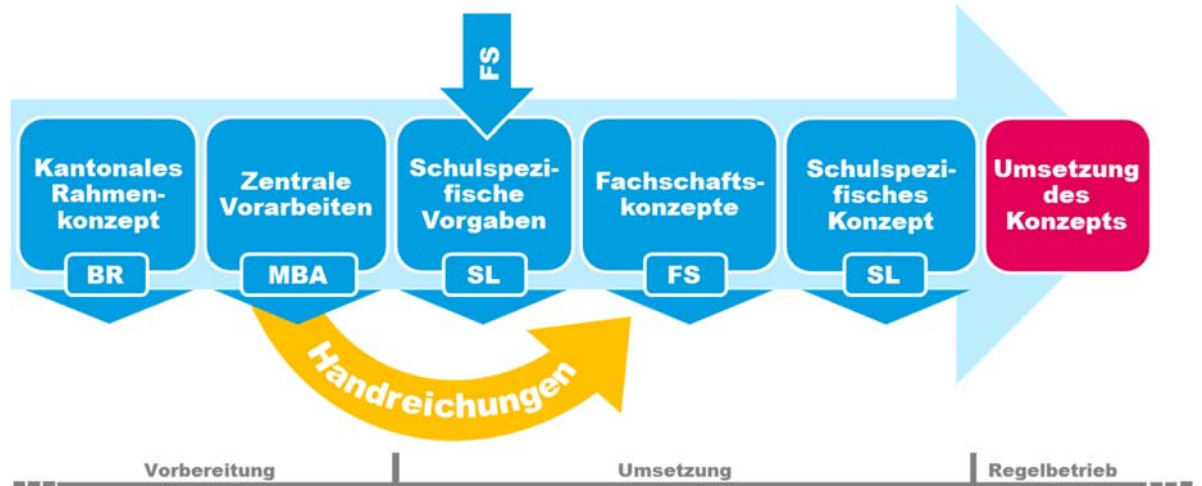 FS
Kantonales
Rahmen-
konzept
BR
Zentrale
Vorarbeiten
MBA
Schulspezi-
fische
Vorgaben
SL
Fachschafts-
konzepte
FS
Schulspezi-
fisches
Konzept
SL
Umsetzung
des
Konzepts
Handreichungen
Vorbereitung
Umsetzung
Regelbetrieb